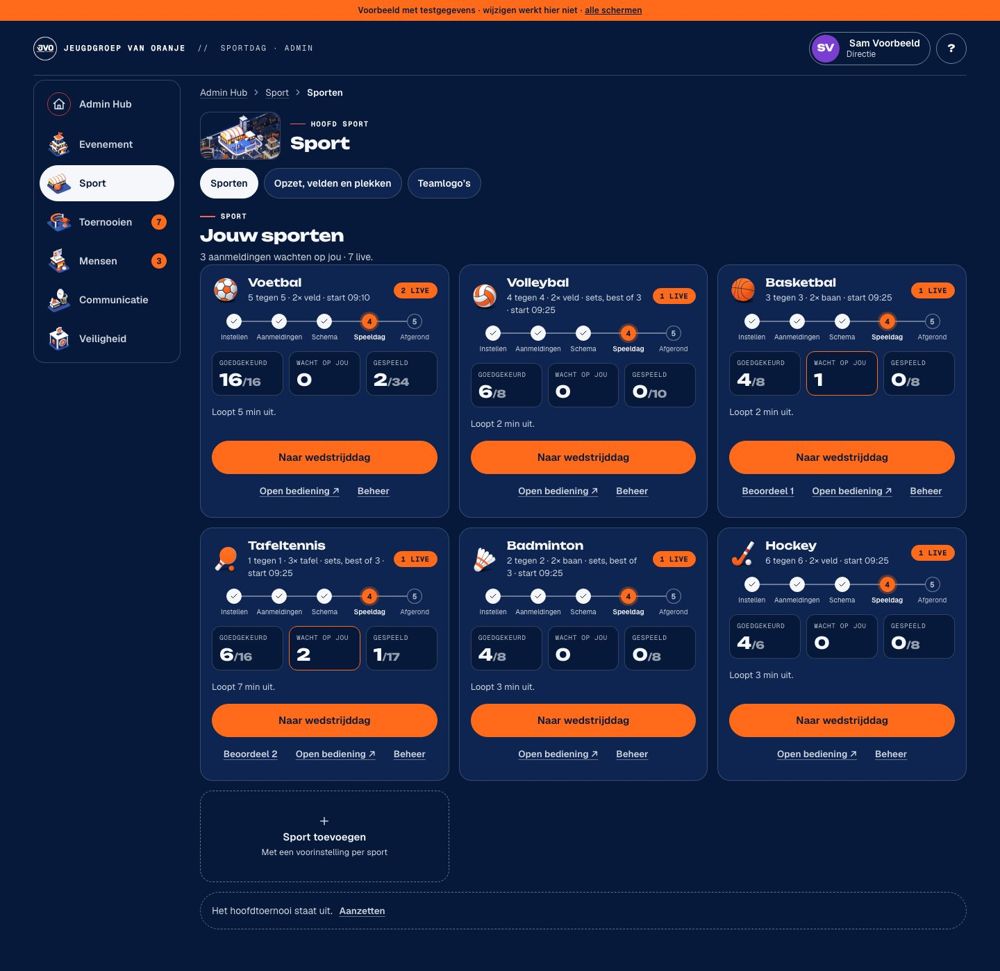 Voorbeeld met testgegevens · wijzigen werkt hier niet · alle schermen
JVO JEUGDGROEP VAN ORANJE // SPORTDAG · ADMIN
SV Sam Voorbeeld
Directie
?
Admin Hub
Evenement
Sport
Toernooien 7
Mensen 3
Communicatie
Veiligheid
Admin Hub > Sport > Sporten
HOOFD SPORT
Sport
Sporten
Opzet, velden en plekken
Teamlogo's
SPORT
Jouw sporten
3 aanmeldingen wachten op jou · 7 live.
Voetbal
5 tegen 5 · 2× veld · start 09:10
2 LIVE
4 5
Instellen Aanmeldingen Schema Speeldag Afgerond
GOEDGEKEURD WACHT OP JOU GESPEELD
16/16 0 2/34
Loopt 5 min uit.
Naar wedstrijddag
Open bediening ↗ Beheer
Volleybal
4 tegen 4 · 2× veld · sets, best of 3
· start 09:25
1 LIVE
4 5
Instellen Aanmeldingen Schema Speeldag Afgerond
GOEDGEKEURD WACHT OP JOU GESPEELD
6/8 0 0/10
Loopt 2 min uit.
Naar wedstrijddag
Open bediening ↗ Beheer
Basketbal
3 tegen 3 · 2× baan · start 09:25
1 LIVE
4 5
Instellen Aanmeldingen Schema Speeldag Afgerond
GOEDGEKEURD WACHT OP JOU GESPEELD
4/8 1 0/8
Loopt 2 min uit.
Naar wedstrijddag
Beoordeel 1 Open bediening ↗ Beheer
Tafeltennis
1 tegen 1 · 3× tafel · sets, best of 3 ·
start 09:25
1 LIVE
4 5
Instellen Aanmeldingen Schema Speeldag Afgerond
GOEDGEKEURD WACHT OP JOU GESPEELD
6/16 2 1/17
Loopt 7 min uit.
Naar wedstrijddag
Beoordeel 2 Open bediening ↗ Beheer
Badminton
2 tegen 2 · 2× baan · sets, best of
3 · start 09:25
1 LIVE
4 5
Instellen Aanmeldingen Schema Speeldag Afgerond
GOEDGEKEURD WACHT OP JOU GESPEELD
4/8 0 0/8
Loopt 3 min uit.
Naar wedstrijddag
Open bediening ↗ Beheer
Hockey
6 tegen 6 · 2× veld · start 09:25
1 LIVE
4 5
Instellen Aanmeldingen Schema Speeldag Afgerond
GOEDGEKEURD WACHT OP JOU GESPEELD
4/6 0 0/8
Loopt 3 min uit.
Naar wedstrijddag
Open bediening ↗ Beheer
+
Sport toevoegen
Met een voorinstelling per sport
Het hoofdtoernooi staat uit. Aanzetten